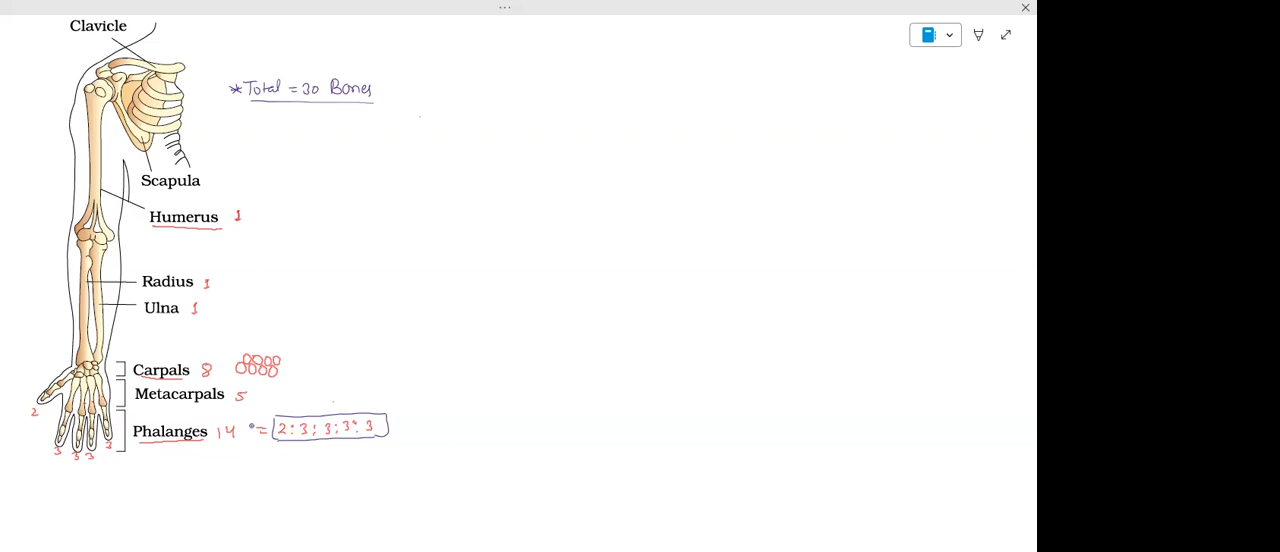 Clavicle
*Total = 30 Bones
Scapula
Humerus 1
Radius 1
Ulna 1
Carpals 8
Metacarpals 5
2
Phalanges 14 = 2:3;3;3:3
3 3 3 3